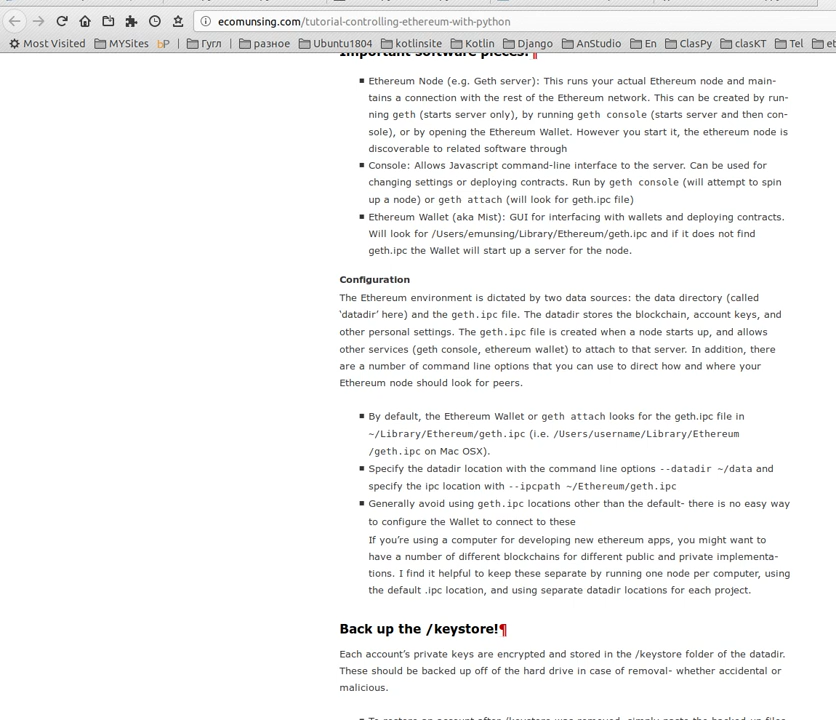 ecomunsing.com/tutorial-controlling-ethereum-with-python
Most Visited MYSites bP Гугл разное Ubuntu1804 kotlinsite Kotlin Django AnStudio En ClasPy clasKT Tel et
Important software pieces!¶
Ethereum Node (e.g. Geth server): This runs your actual Ethereum node and main-
tains a connection with the rest of the Ethereum network. This can be created by run-
ning geth (starts server only), by running geth console (starts server and then con-
sole), or by opening the Ethereum Wallet. However you start it, the ethereum node is
discoverable to related software through
Console: Allows Javascript command-line interface to the server. Can be used for
changing settings or deploying contracts. Run by geth console (will attempt to spin
up a node) or geth attach (will look for geth.ipc file)
Ethereum Wallet (aka Mist): GUI for interfacing with wallets and deploying contracts.
Will look for /Users/emunsing/Library/Ethereum/geth.ipc and if it does not find
geth.ipc the Wallet will start up a server for the node.
Configuration
The Ethereum environment is dictated by two data sources: the data directory (called
‘datadir’ here) and the geth.ipc file. The datadir stores the blockchain, account keys, and
other personal settings. The geth.ipc file is created when a node starts up, and allows
other services (geth console, ethereum wallet) to attach to that server. In addition, there
are a number of command line options that you can use to direct how and where your
Ethereum node should look for peers.
By default, the Ethereum Wallet or geth attach looks for the geth.ipc file in
~/Library/Ethereum/geth.ipc (i.e. /Users/username/Library/Ethereum
/geth.ipc on Mac OSX).
Specify the datadir location with the command line options --datadir ~/data and
specify the ipc location with --ipcpath ~/Ethereum/geth.ipc
Generally avoid using geth.ipc locations other than the default- there is no easy way
to configure the Wallet to connect to these
If you’re using a computer for developing new ethereum apps, you might want to
have a number of different blockchains for different public and private implementa-
tions. I find it helpful to keep these separate by running one node per computer, using
the default .ipc location, and using separate datadir locations for each project.
Back up the /keystore!¶
Each account’s private keys are encrypted and stored in the /keystore folder of the datadir.
These should be backed up off of the hard drive in case of removal- whether accidental or
malicious.
To restore an account after /keystore was removed, simply paste the backed-up files